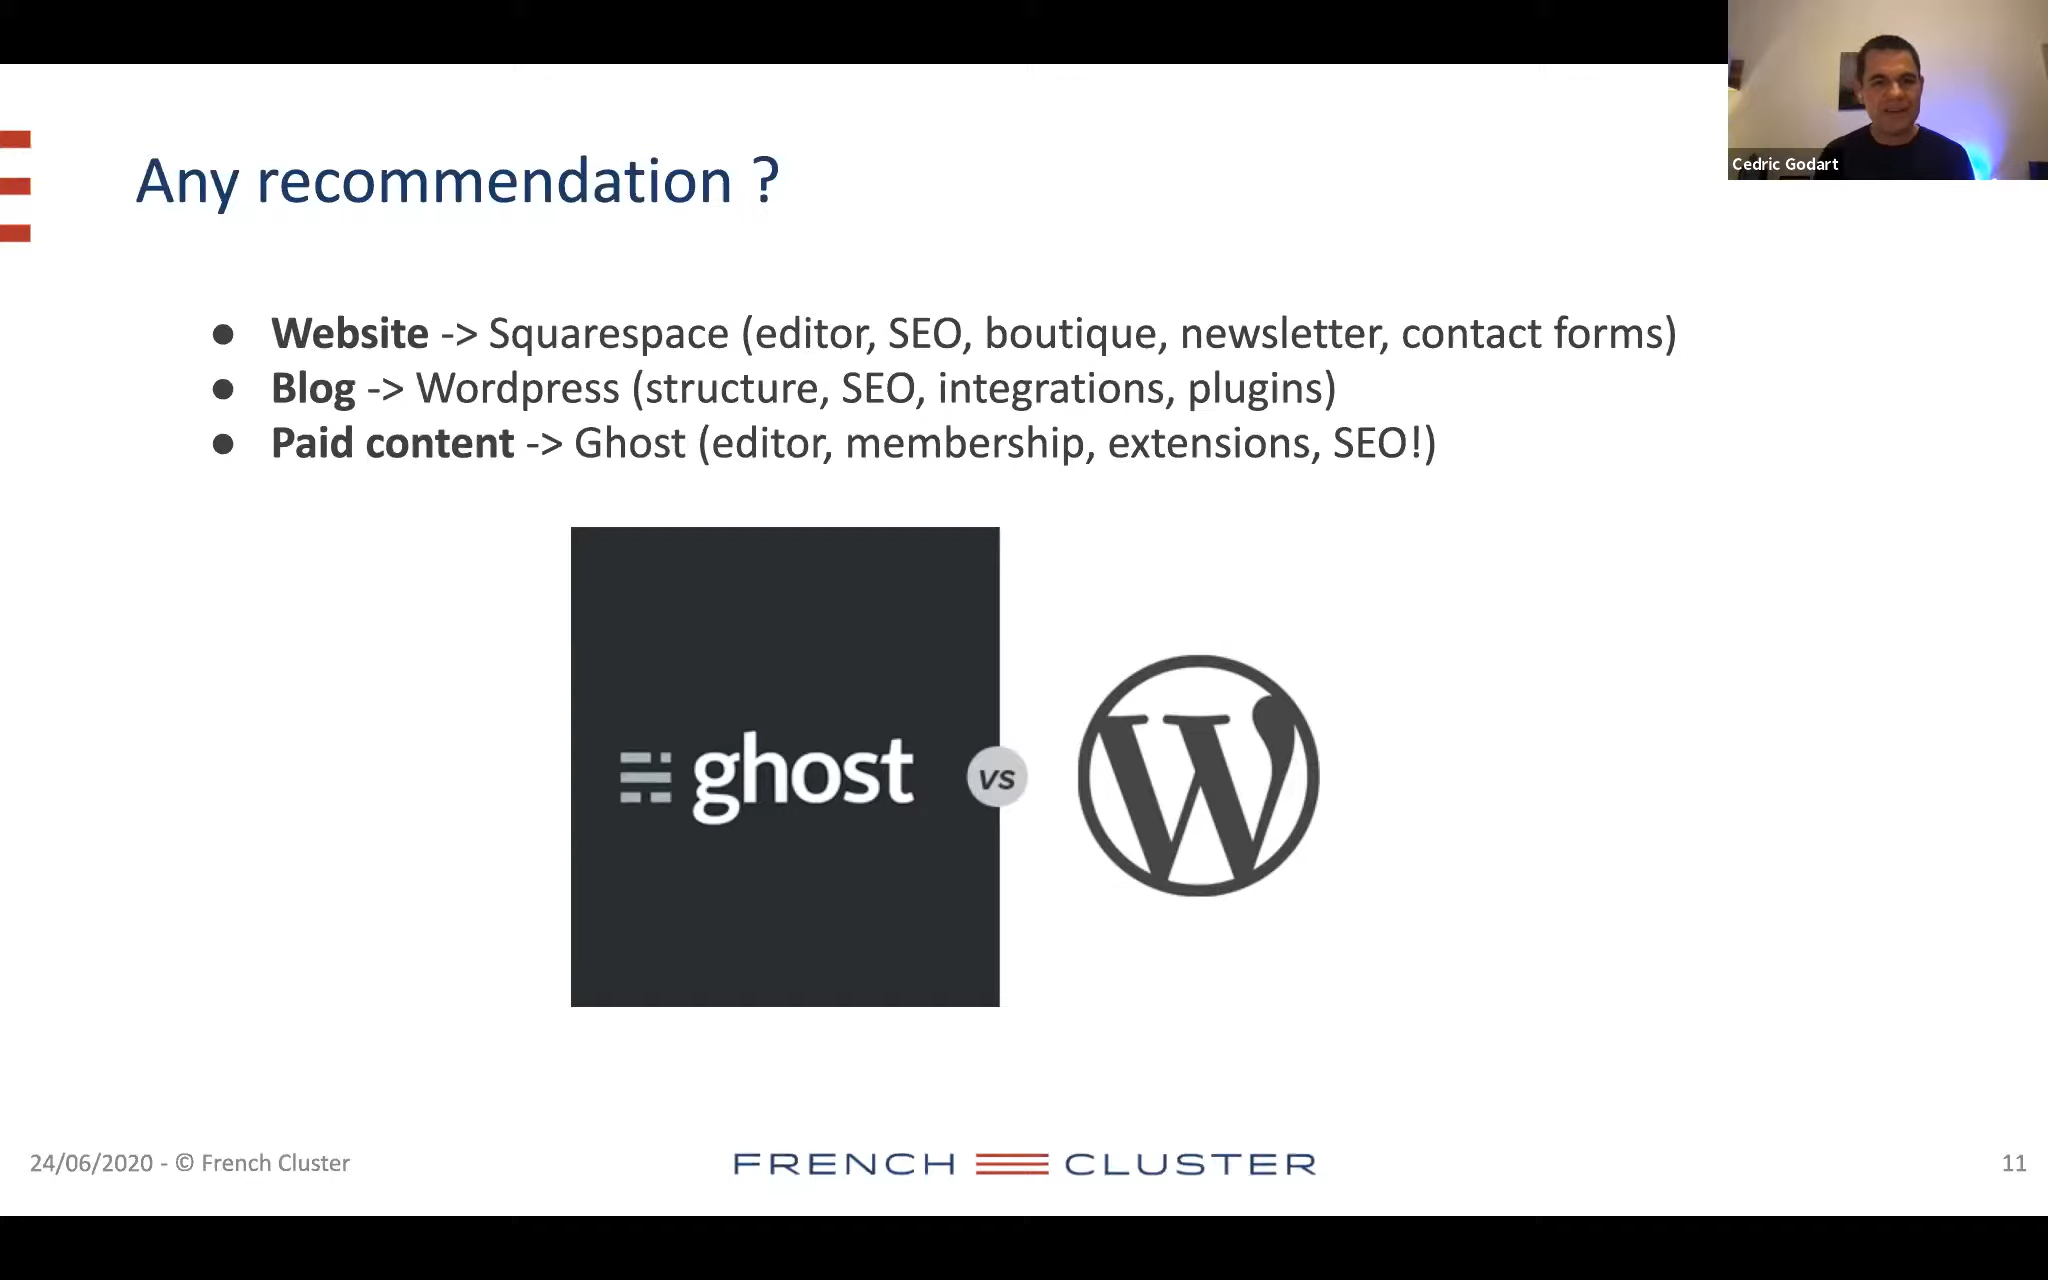 Cedric Godart
Any recommendation ?
● Website -> Squarespace (editor, SEO, boutique, newsletter, contact forms)
● Blog -> Wordpress (structure, SEO, integrations, plugins)
● Paid content -> Ghost (editor, membership, extensions, SEO!)
ghost
vs
W
24/06/2020 - © French Cluster
FRENCH CLUSTER
11